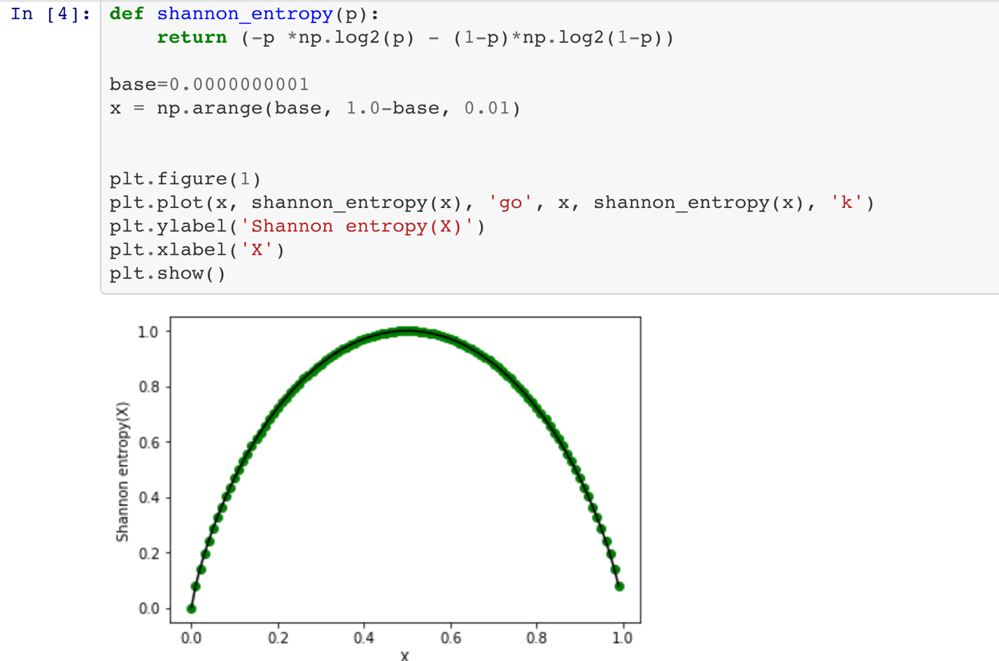 In [4]: def shannon_entropy(p):
    return (-p *np.log2(p) - (1-p)*np.log2(1-p))
base=0.0000000001
x = np.arange(base, 1.0-base, 0.01)
plt.figure(1)
plt.plot(x, shannon_entropy(x), 'go', x, shannon_entropy(x), 'k')
plt.ylabel('Shannon entropy(X)')
plt.xlabel('X')
plt.show()
1.0
0.8
0.6
0.4
0.2
0.0
Shannon entropy(X)
0.0 0.2 0.4 0.6 0.8 1.0
X